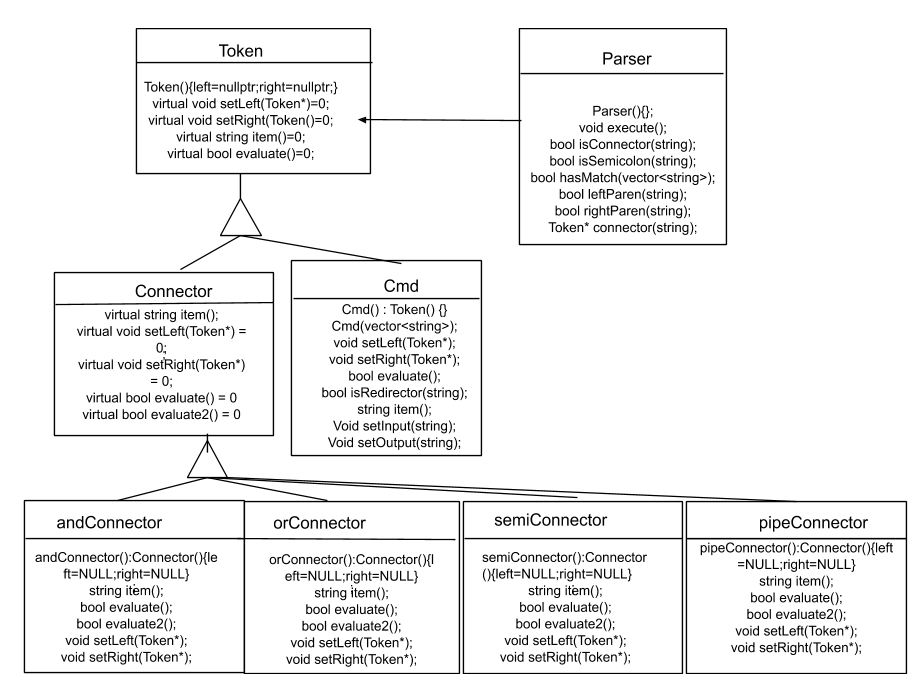 Token
Token(){left=nullptr;right=nullptr;}
virtual void setLeft(Token*)=0;
virtual void setRight(Token()=0;
virtual string item()=0;
virtual bool evaluate()=0;
Parser
Parser(){};
void execute();
bool isConnector(string);
bool isSemicolon(string);
bool hasMatch(vector<string>);
bool leftParen(string);
bool rightParen(string);
Token* connector(string);
Connector
virtual string item();
virtual void setLeft(Token*) =
0;
virtual void setRight(Token*)
= 0;
virtual bool evaluate() = 0
virtual bool evaluate2() = 0
Cmd
Cmd() : Token() {}
Cmd(vector<string>);
void setLeft(Token*);
void setRight(Token*);
bool evaluate();
bool isRedirector(string);
string item();
Void setInput(string);
Void setOutput(string);
andConnector
andConnector():Connector(){le
ft=NULL;right=NULL}
string item();
bool evaluate();
bool evaluate2();
void setLeft(Token*);
void setRight(Token*);
orConnector
orConnector():Connector(){l
eft=NULL;right=NULL}
string item();
bool evaluate();
bool evaluate2();
void setLeft(Token*);
void setRight(Token*);
semiConnector
semiConnector():Connector
(){left=NULL;right=NULL}
string item();
bool evaluate();
bool evaluate2();
void setLeft(Token*);
void setRight(Token*);
pipeConnector
pipeConnector():Connector(){left
=NULL;right=NULL}
string item();
bool evaluate();
bool evaluate2();
void setLeft(Token*);
void setRight(Token*);